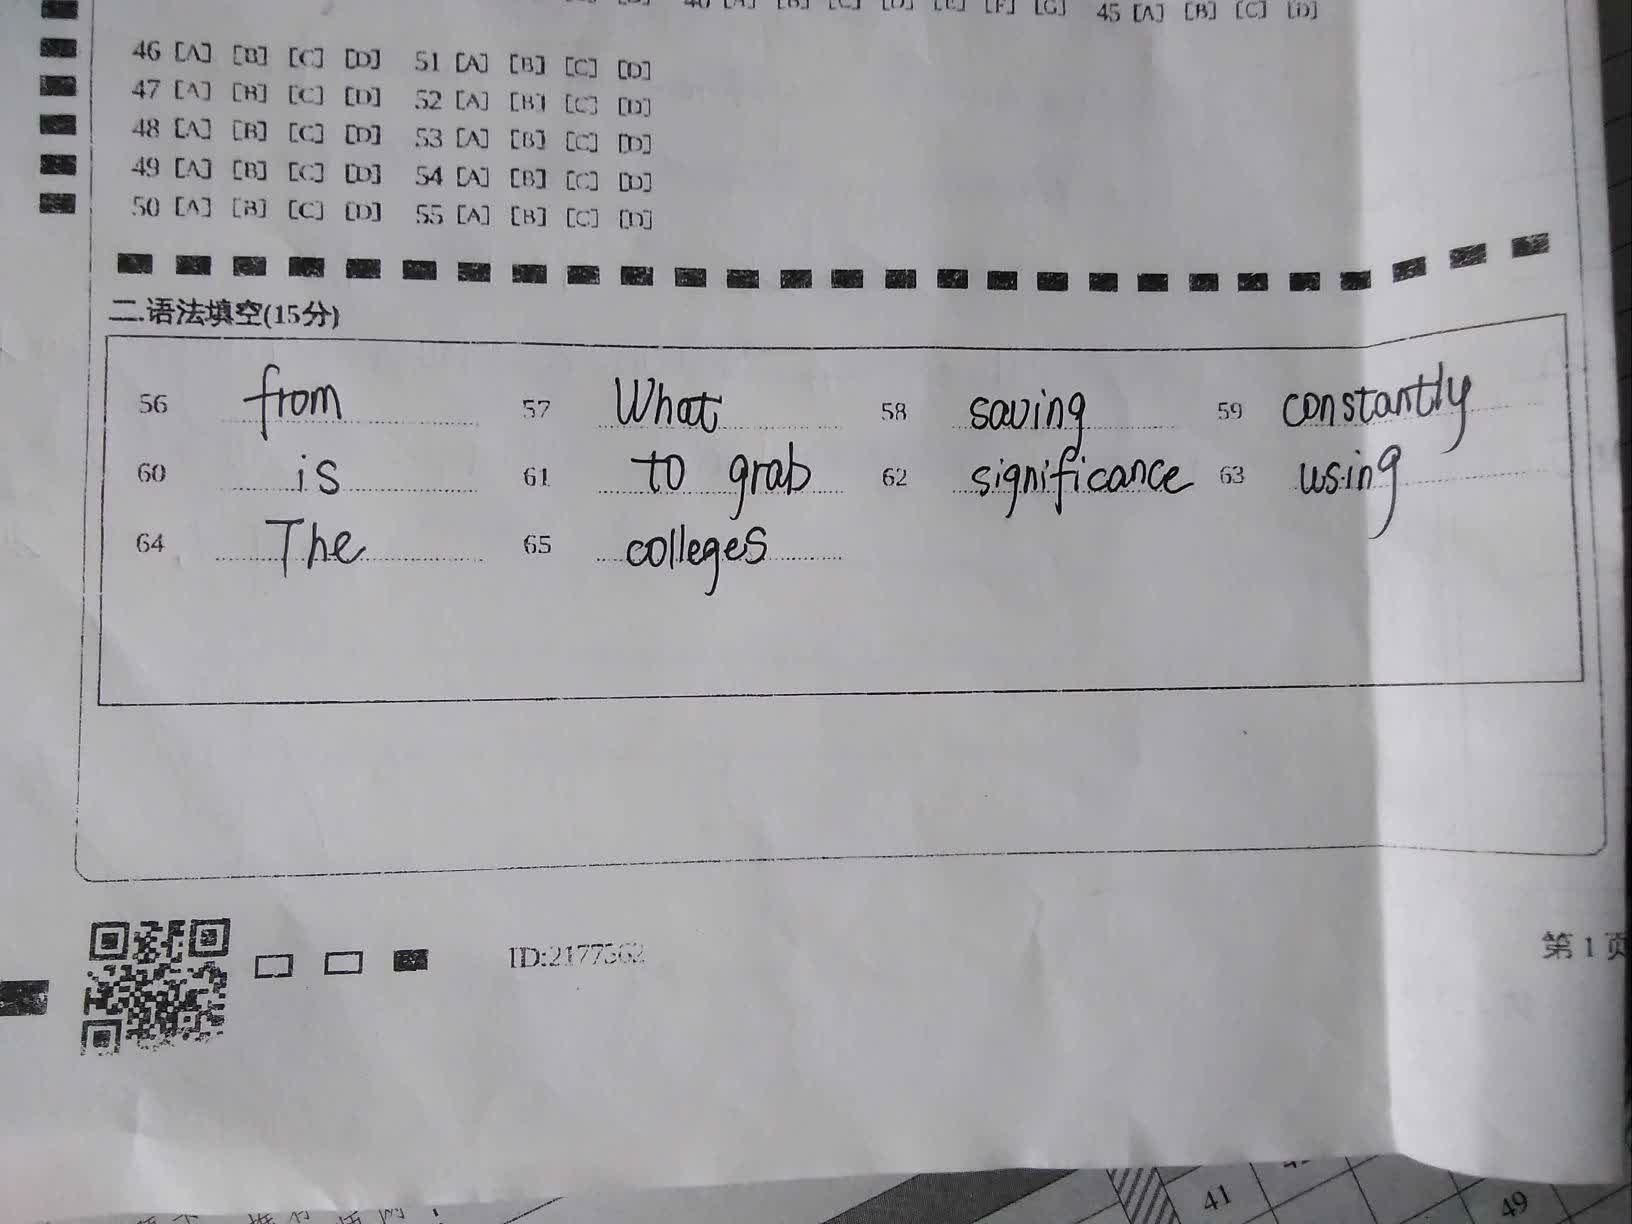 40 [A] [B] [C] [D] [E] [F] [G] 45 [A] [B] [C] [D]
46 [A] [B] [C] [D] 51 [A] [B] [C] [D]
47 [A] [B] [C] [D] 52 [A] [B] [C] [D]
48 [A] [B] [C] [D] 53 [A] [B] [C] [D]
49 [A] [B] [C] [D] 54 [A] [B] [C] [D]
50 [A] [B] [C] [D] 55 [A] [B] [C] [D]
二.语法填空(15分)
56 from 57 What 58 saving 59 constantly
60 is 61 to grab 62 significance 63 using
64 The 65 colleges
ID:2177562
第1页
41
49